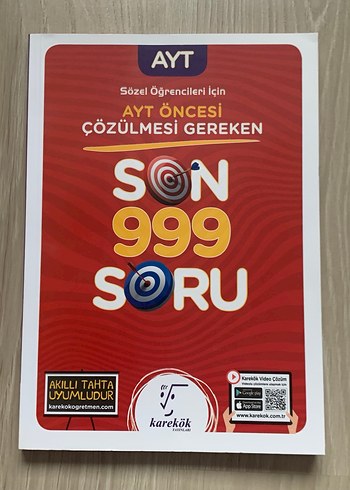 AYT
Sözel Öğrencileri İçin
AYT ÖNCESİ
ÇÖZÜLMESİ GEREKEN
SON
999
SORU
AKILLI TAHTA
UYUMLUDUR
karekokogretmen.com
karekök
YAYINLARI
Karekök Video Çözüm
Google play
App Store
www.karekok.com.tr